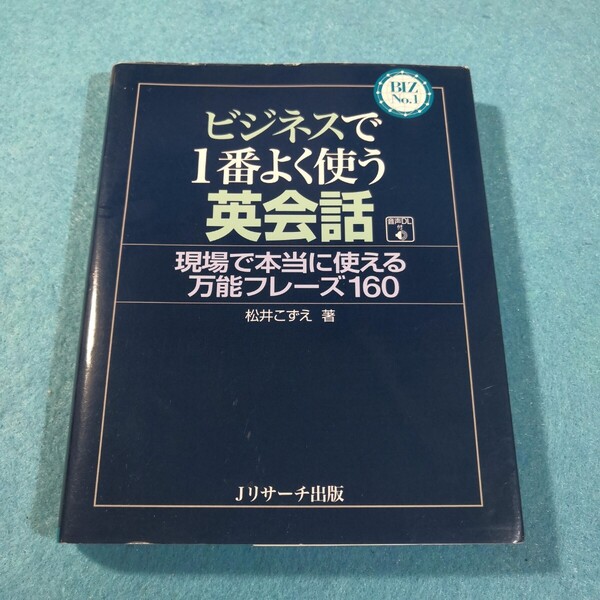 BIZ
No.1
ビジネスで
1番よく使う
英会話
音声DL
付
現場で本当に使える
万能フレーズ160
松井こずえ 著
Jリサーチ出版